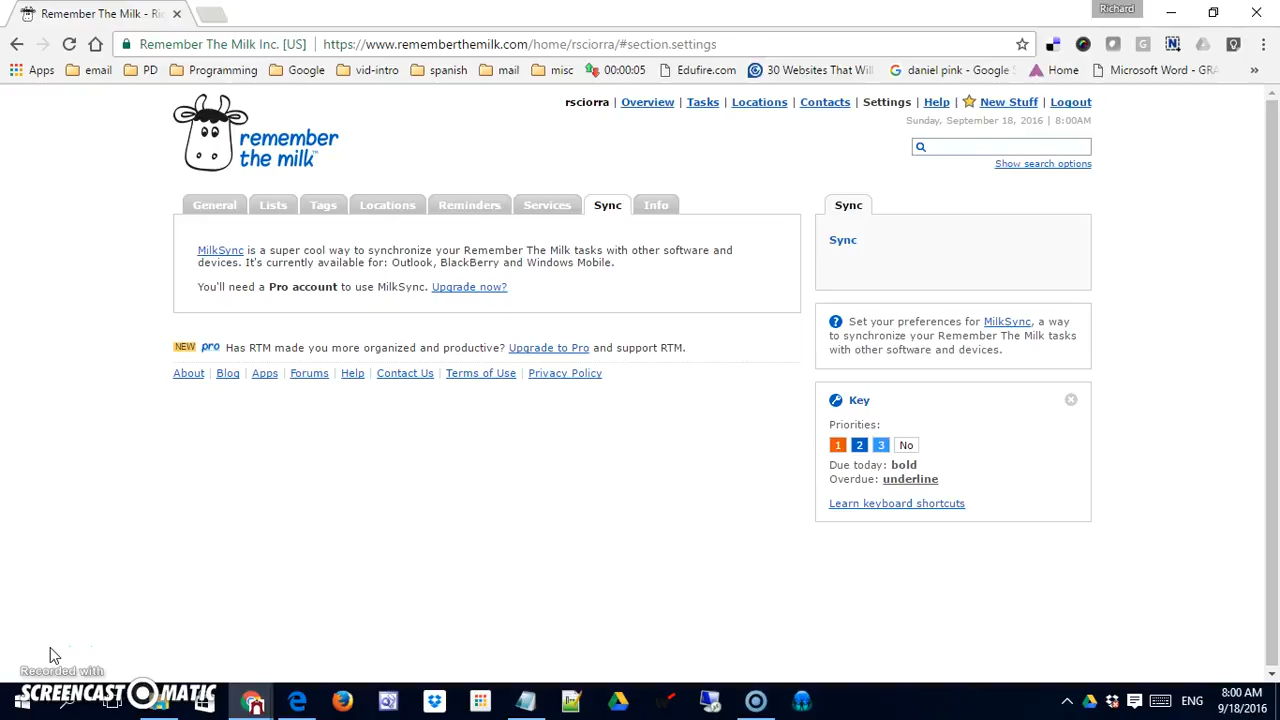 Remember The Milk - Ri
Richard
Remember The Milk Inc. [US] | https://www.rememberthemilk.com/home/rsciorra/#section.settings
Apps email PD Programming Google vid-intro spanish mail misc 00:00:05 Edufire.com 30 Websites That Wil daniel pink - Google S Home Microsoft Word - GRA »
remember
the milk™
rsciorra | Overview | Tasks | Locations | Contacts | Settings | Help | New Stuff | Logout
Sunday, September 18, 2016 | 8:00AM
Show search options
General Lists Tags Locations Reminders Services Sync Info
MilkSync is a super cool way to synchronize your Remember The Milk tasks with other software and
devices. It's currently available for: Outlook, BlackBerry and Windows Mobile.
You'll need a Pro account to use MilkSync. Upgrade now?
NEW pro Has RTM made you more organized and productive? Upgrade to Pro and support RTM.
About | Blog | Apps | Forums | Help | Contact Us | Terms of Use | Privacy Policy
Sync
Sync
Set your preferences for MilkSync, a way
to synchronize your Remember The Milk tasks
with other software and devices.
Key
Priorities:
1 2 3 No
Due today: bold
Overdue: underline
Learn keyboard shortcuts
Recorded with
SCREENCAST-O-MATIC
ENG
8:00 AM
9/18/2016